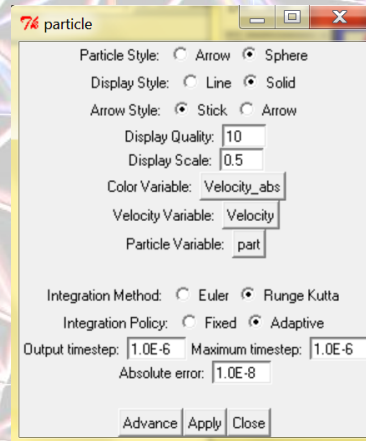 particle
Particle Style: Arrow Sphere
Display Style: Line Solid
Arrow Style: Stick Arrow
Display Quality: 10
Display Scale: 0.5
Color Variable: Velocity_abs
Velocity Variable: Velocity
Particle Variable: part
Integration Method: Euler Runge Kutta
Integration Policy: Fixed Adaptive
Output timestep: 1.0E-6 Maximum timestep: 1.0E-6
Absolute error: 1.0E-8
Advance Apply Close